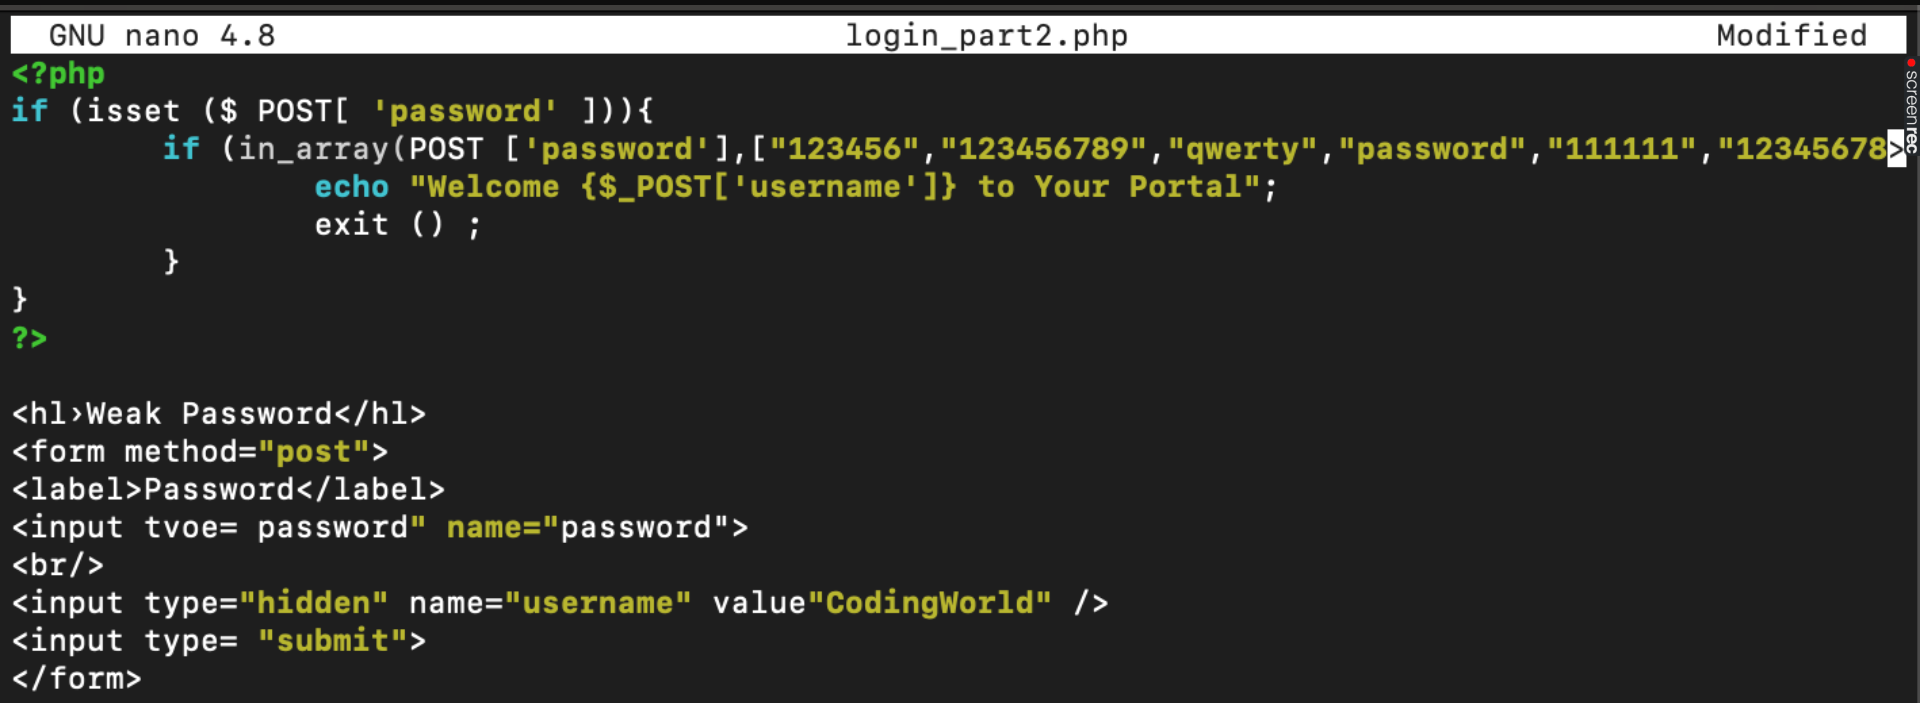 GNU nano 4.8 login_part2.php Modified
<?php
if (isset ($ POST[ 'password' ])){
        if (in_array(POST ['password'],["123456","123456789","qwerty","password","111111","12345678>
                echo "Welcome {$_POST['username']} to Your Portal";
                exit () ;
        }
}
?>

<hl›Weak Password</hl>
<form method="post">
<label>Password</label>
<input tvoe= password" name="password">
<br/>
<input type="hidden" name="username" value"CodingWorld" />
<input type= "submit">
</form>
screenrec